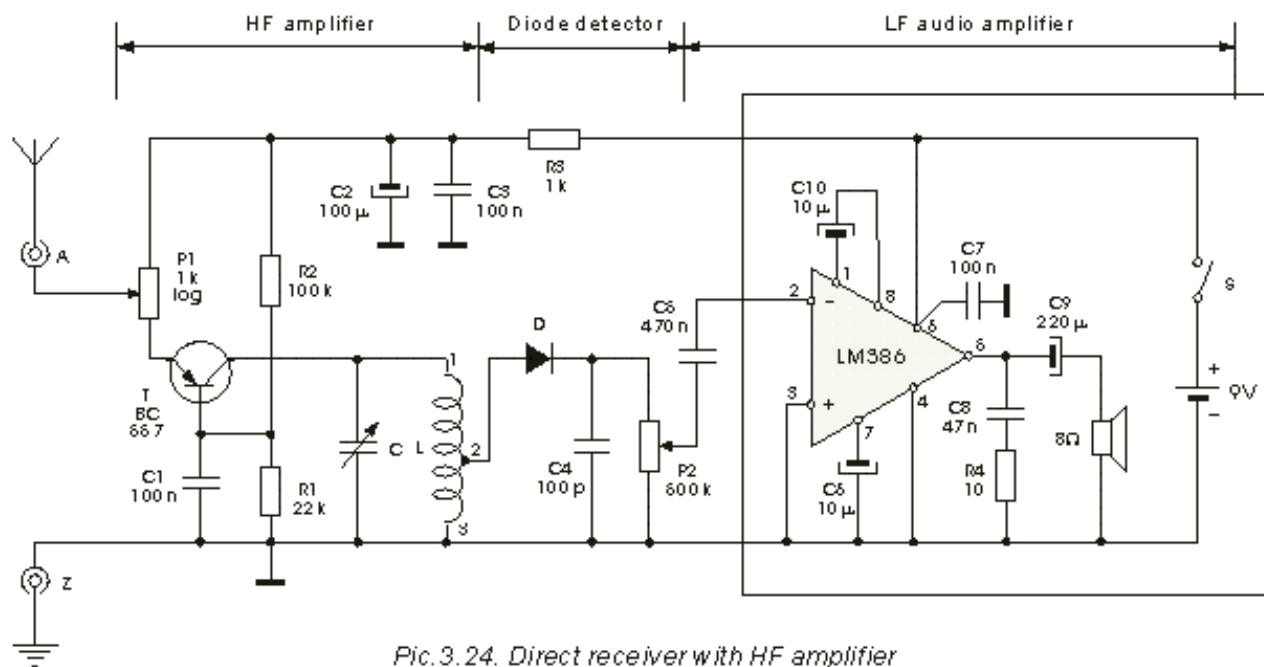 HF amplifier
Diode detector
LF audio amplifier
A
P1
1k
log
R2
100k
C2
100µ
C3
100n
R3
1k
C10
10µ
C7
100n
S
T
BC
557
C1
100n
R1
22k
C
L
1
2
3
D
C4
100p
P2
500k
C5
470n
2
–
3
+
LM386
1
8
6
5
4
7
C6
10µ
C9
220µ
C8
47n
R4
10
8Ω
+
9V
–
Z
Pic.3.24. Direct receiver with HF amplifier